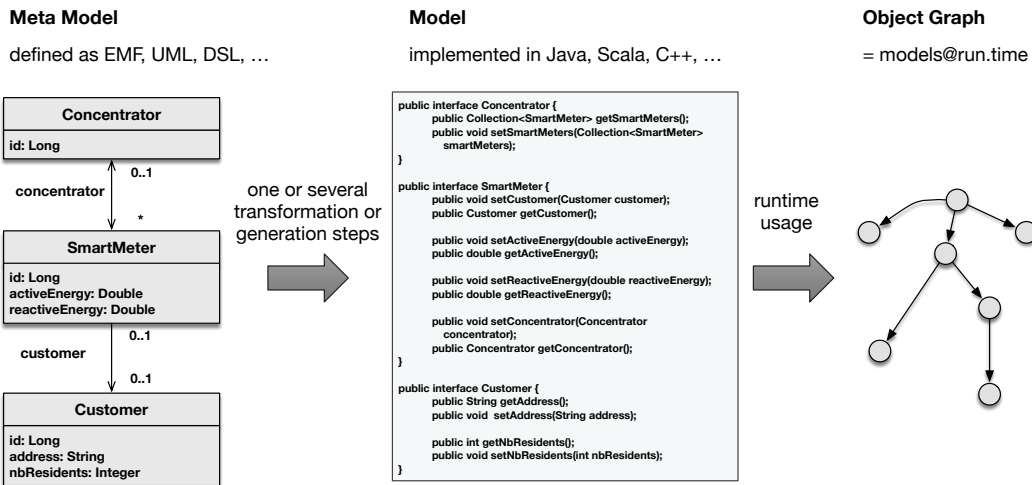 Meta Model
defined as EMF, UML, DSL, …
Concentrator
id: Long
0..1
concentrator
*
SmartMeter
id: Long
activeEnergy: Double
reactiveEnergy: Double
0..1
customer
0..1
Customer
id: Long
address: String
nbResidents: Integer
one or several
transformation or
generation steps
Model
implemented in Java, Scala, C++, …
public interface Concentrator {
public Collection<SmartMeter> getSmartMeters();
public void setSmartMeters(Collection<SmartMeter>
smartMeters);
}
public interface SmartMeter {
public void setCustomer(Customer customer);
public Customer getCustomer();
public void setActiveEnergy(double activeEnergy);
public double getActiveEnergy();
public void setReactiveEnergy(double reactiveEnergy);
public double getReactiveEnergy();
public void setConcentrator(Concentrator
concentrator);
public Concentrator getConcentrator();
}
public interface Customer {
public String getAddress();
public void setAddress(String address);
public int getNbResidents();
public void setNbResidents(int nbResidents);
}
runtime
usage
Object Graph
= models@run.time